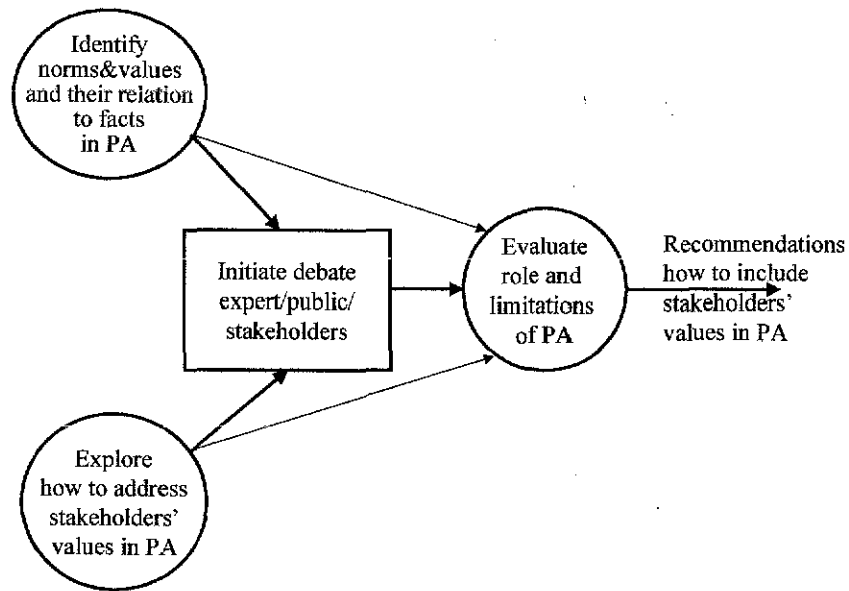 Identify
norms&values
and their relation
to facts
in PA
Initiate debate
expert/public/
stakeholders
Evaluate
role and
limitations
of PA
Recommendations
how to include
stakeholders'
values in PA
Explore
how to address
stakeholders'
values in PA